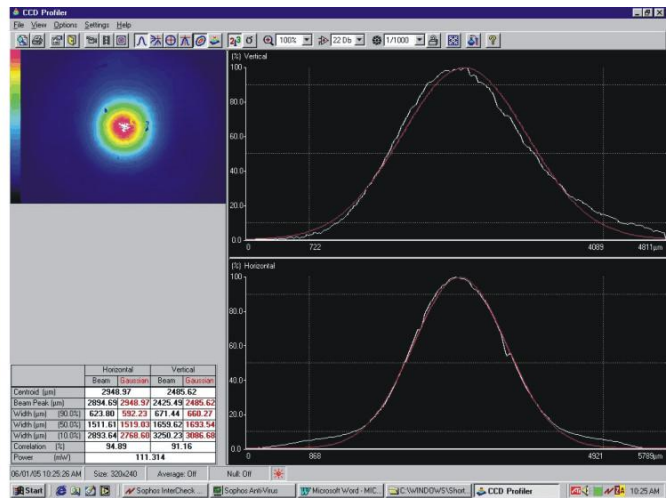 CCD Profiler
File View Options Settings Help
100% 22 Db 1/1000
(%) Vertical
100
80.0
60.0
40.0
20.0
0.0
0 722 4089 4811µm
(%) Horizontal
100
80.0
60.0
40.0
20.0
0.0
0 868 4921 5789µm
Horizontal Vertical
Beam Gaussian Beam Gaussian
Centroid (µm) 2948.97 2485.62
Beam Peak (µm) 2894.69 2948.97 2425.49 2485.62
Width (µm) (90.0%) 623.80 592.23 671.44 660.27
Width (µm) (50.0%) 1511.61 1519.03 1659.62 1693.54
Width (µm) (10.0%) 2893.64 2768.60 3250.23 3086.68
Correlation (%) 94.89 91.16
Power (mW) 111.314
06/01/05 10:25:26 AM Size: 320x240 Average: Off Null: Off
Start Sophos InterCheck ... Sophos Anti-Virus Microsoft Word - MIC... C:\WINDOWS\Short... CCD Profiler 10:25 AM